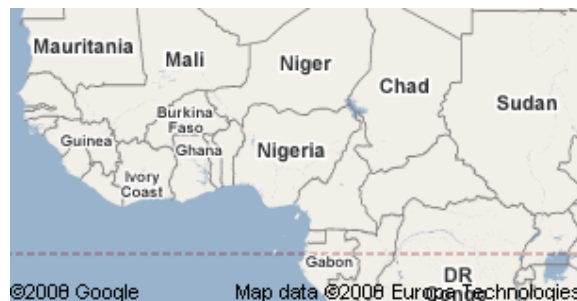 Mauritania
Mali
Niger
Chad
Sudan
Burkina
Faso
Guinea
Ghana
Nigeria
Ivory
Coast
Gabon
DR
Congo
©2008 Google
Map data ©2008 Europa Technologies